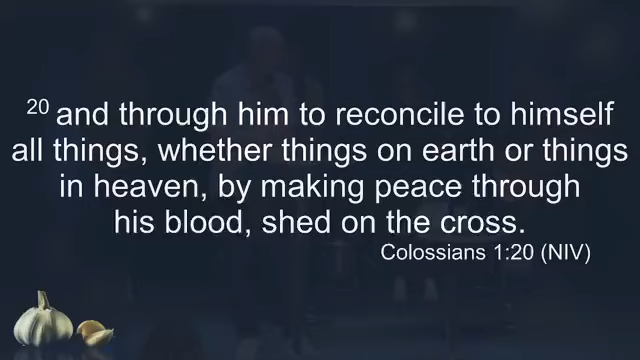 20 and through him to reconcile to himself
all things, whether things on earth or things
in heaven, by making peace through
his blood, shed on the cross.
Colossians 1:20 (NIV)